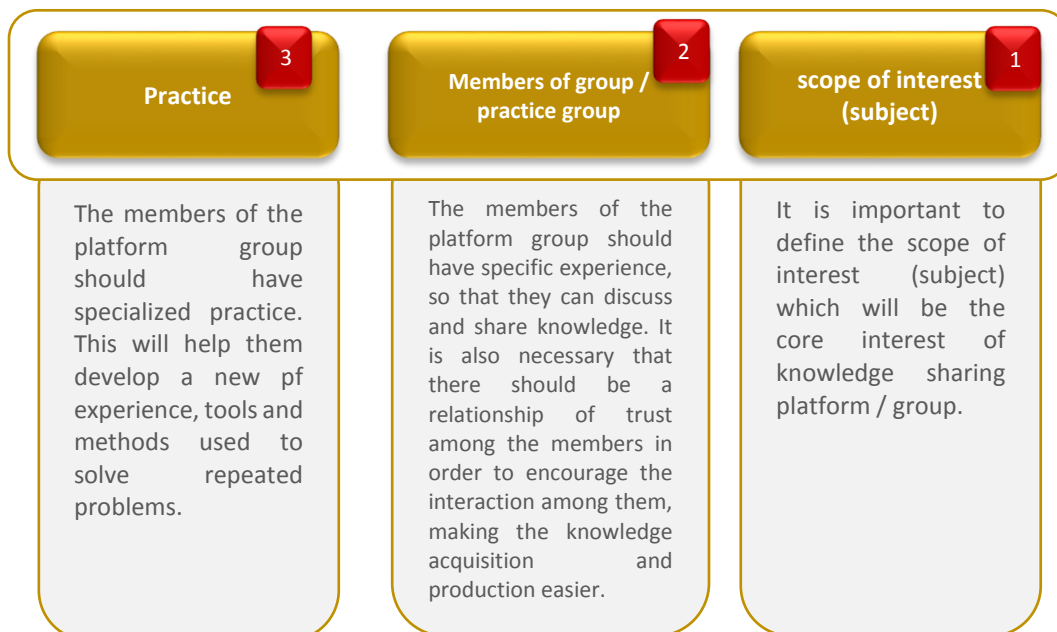 3
Practice
The members of the
platform group
should have
specialized practice.
This will help them
develop a new pf
experience, tools and
methods used to
solve repeated
problems.
2
Members of group /
practice group
The members of the
platform group should
have specific experience,
so that they can discuss
and share knowledge. It
is also necessary that
there should be a
relationship of trust
among the members in
order to encourage the
interaction among them,
making the knowledge
acquisition and
production easier.
1
scope of interest
(subject)
It is important to
define the scope of
interest (subject)
which will be the
core interest of
knowledge sharing
platform / group.